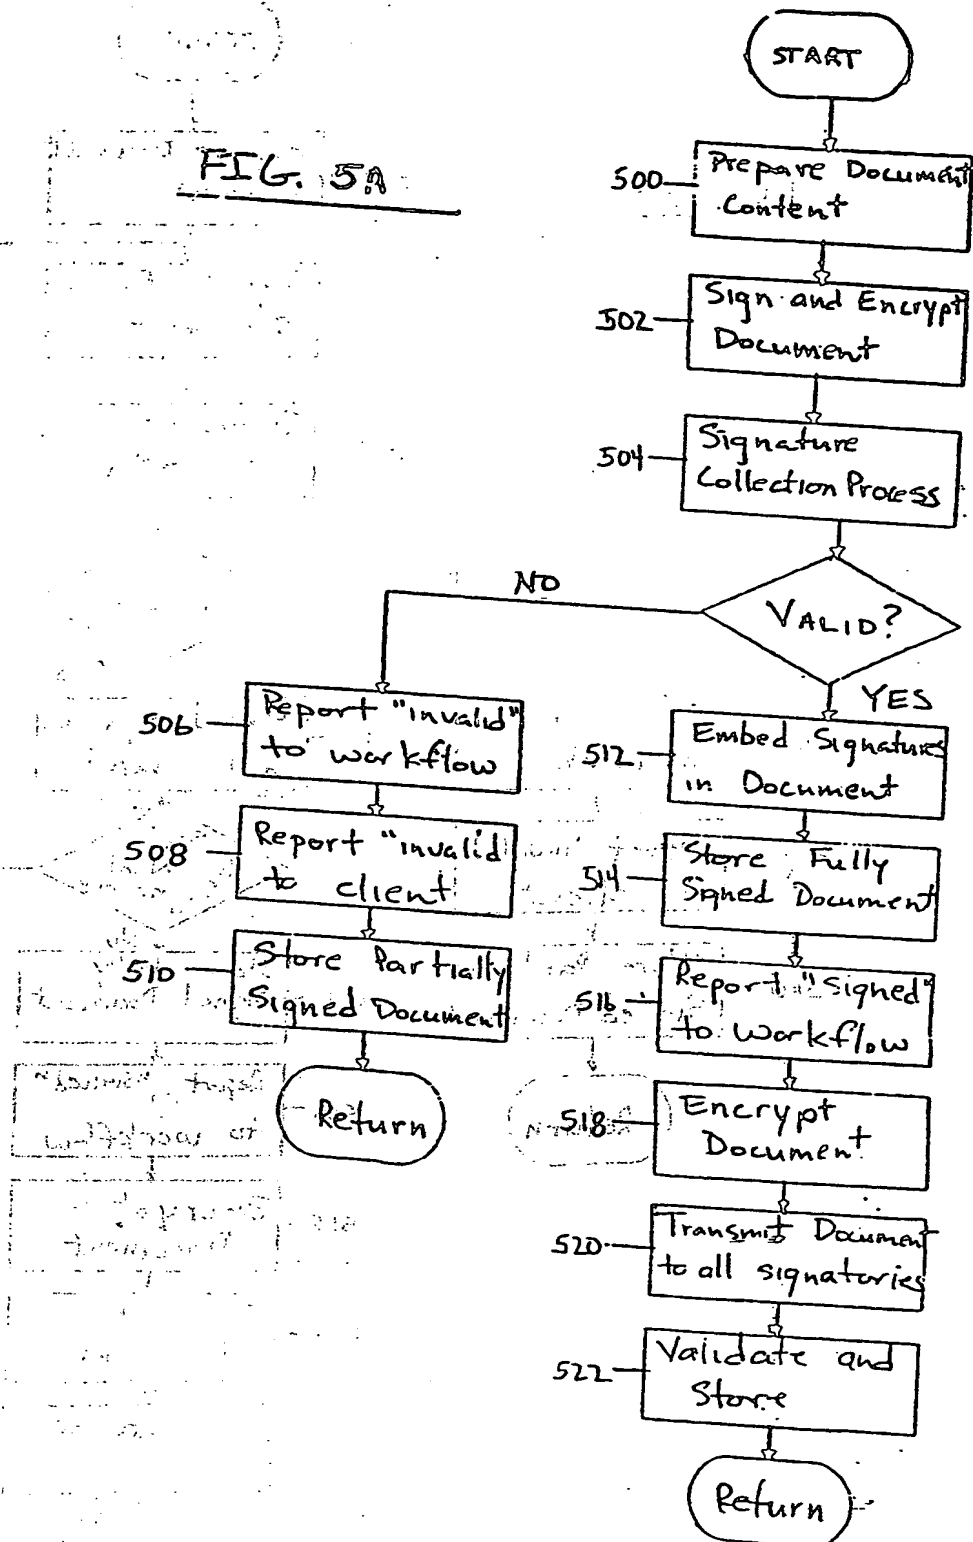 START
FIG. 5A
500
Prepare Document
Content
502
Sign and Encrypt
Document
504
Signature
Collection Process
VALID?
NO
YES
506
Report "invalid"
to workflow
508
Report "invalid
to client
510
Store Partially
Signed Document
Return
512
Embed Signatures
in Document
514
Store Fully
Signed Document
516
Report "Signed"
to workflow
518
Encrypt
Document
520
Transmit Document
to all signatories
522
Validate and
Store
Return